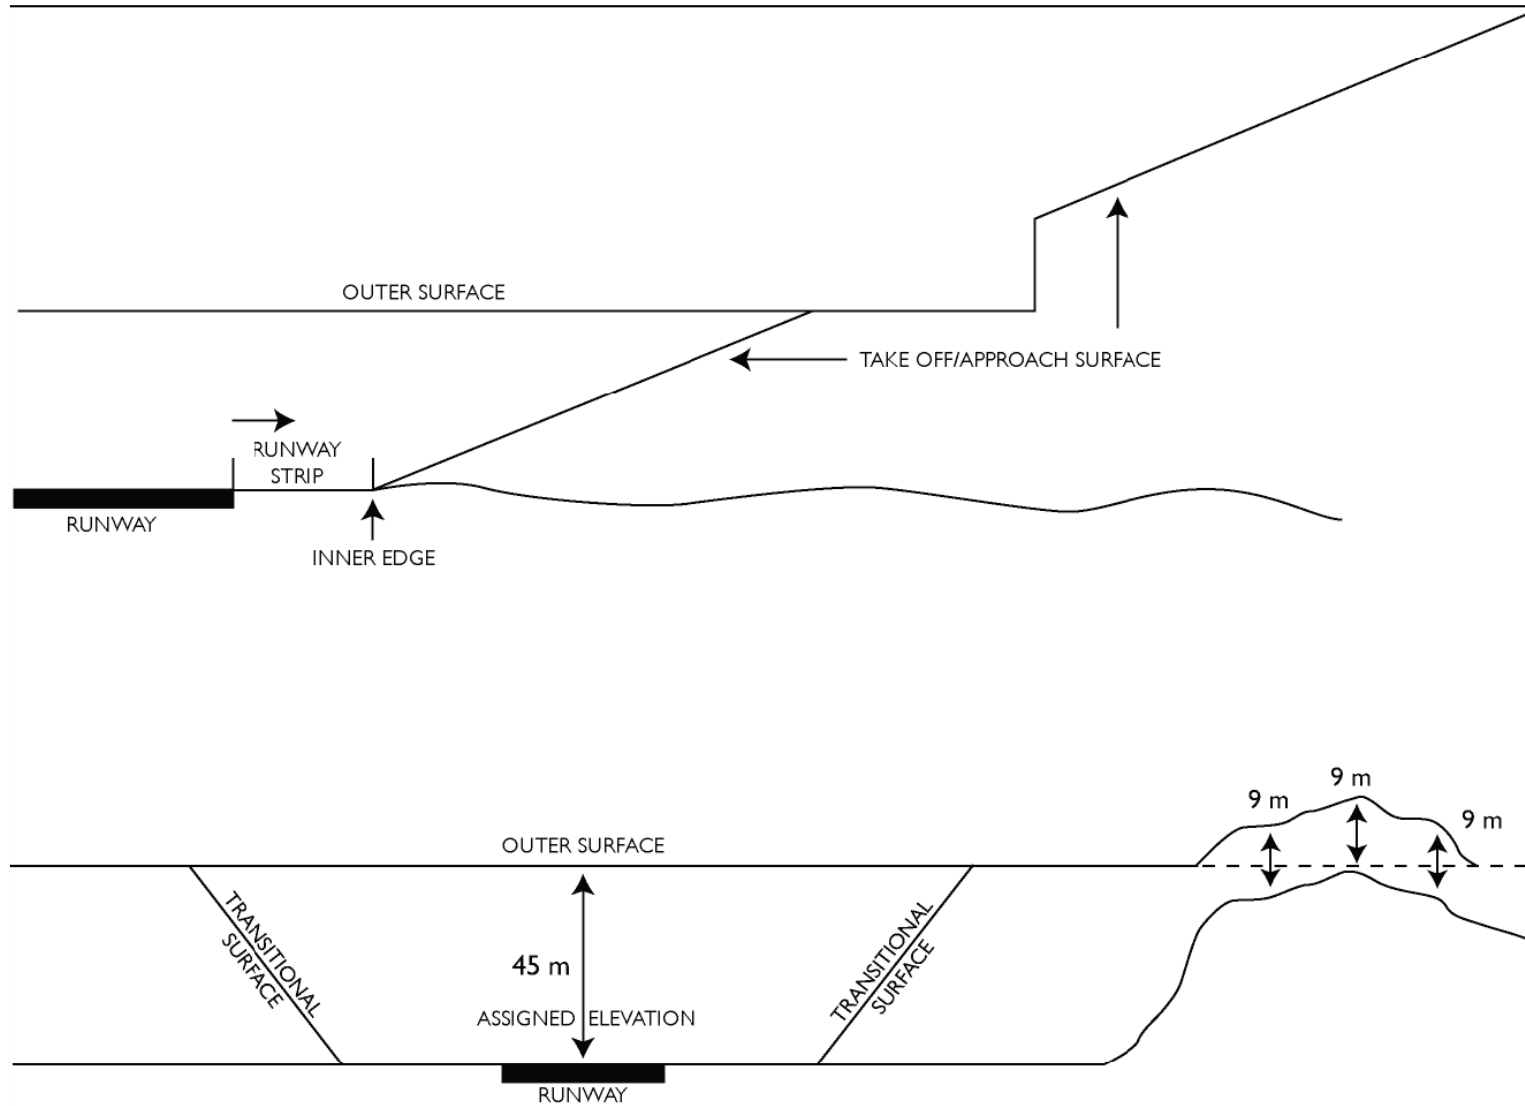 OUTER SURFACE
TAKE OFF/APPROACH SURFACE
RUNWAY
STRIP
RUNWAY
INNER EDGE
9 m
9 m
9 m
OUTER SURFACE
TRANSITIONAL
SURFACE
45 m
TRANSITIONAL
SURFACE
ASSIGNED ELEVATION
RUNWAY